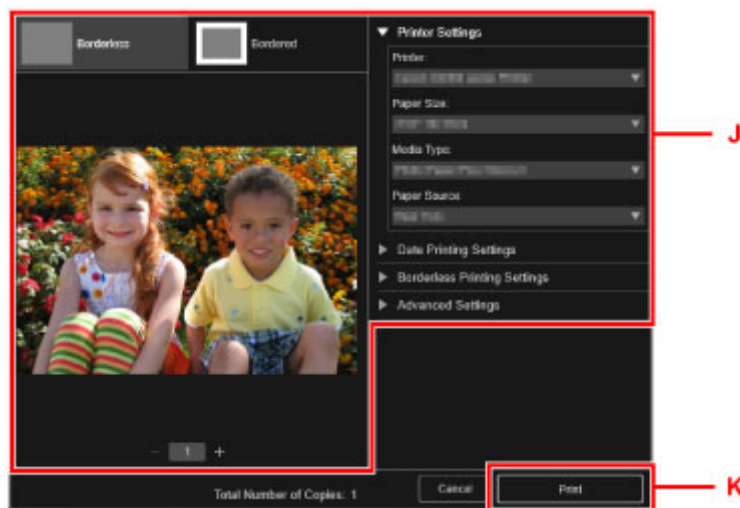 Borderless
Bordered
Printer Settings
Printer:
Paper Size:
Media Type:
Paper Source:
Date Printing Settings
Borderless Printing Settings
Advanced Settings
J
1
Total Number of Copies: 1
Cancel
Print
K